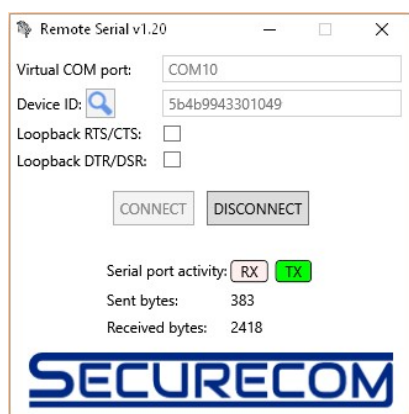 Remote Serial v1.20
Virtual COM port: COM10
Device ID: 5b4b9943301049
Loopback RTS/CTS:
Loopback DTR/DSR:
CONNECT DISCONNECT
Serial port activity: RX TX
Sent bytes: 383
Received bytes: 2418
SECURECOM